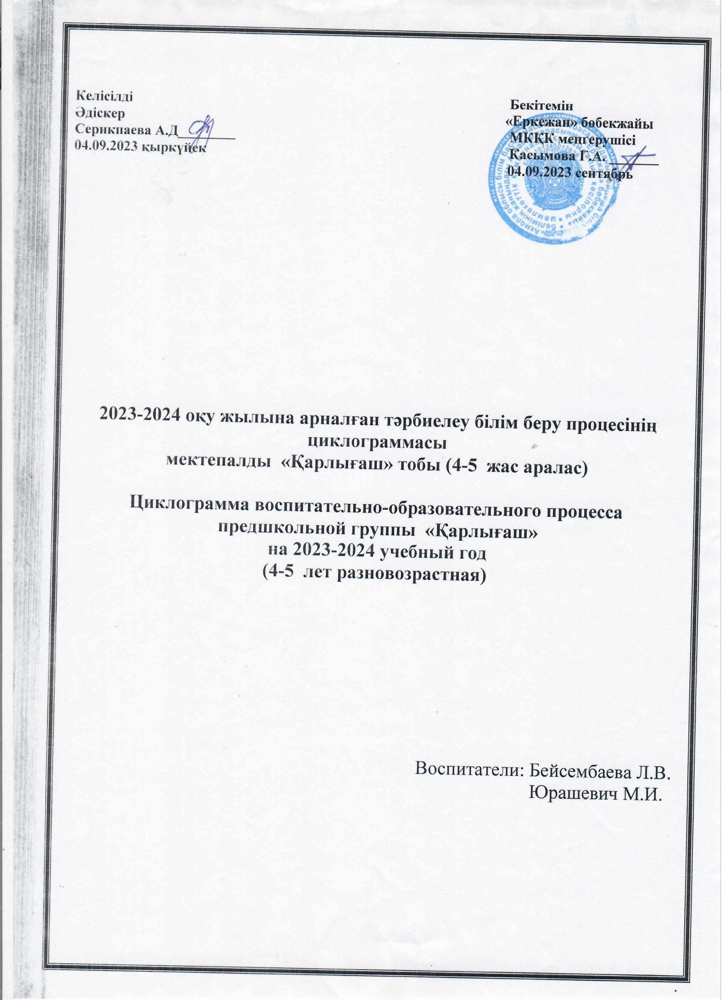 Келісілді
Әдіскер
Серикпаева А.Д________
04.09.2023 қыркүйек
Бекітемін
«Еркежан» бөбекжайы
МКҚК меңгерушісі
Касымова Г.А. _______
04.09.2023 сентябрь
2023-2024 оқу жылына арналған тәрбиелеу білім беру процесінің
циклограммасы
мектепалды «Қарлығаш» тобы (4-5 жас аралас)
Циклограмма воспитательно-образовательного процесса
предшкольной группы «Қарлығаш»
на 2023-2024 учебный год
(4-5 лет разновозрастная)
Воспитатели: Бейсембаева Л.В.
Юрашевич М.И.